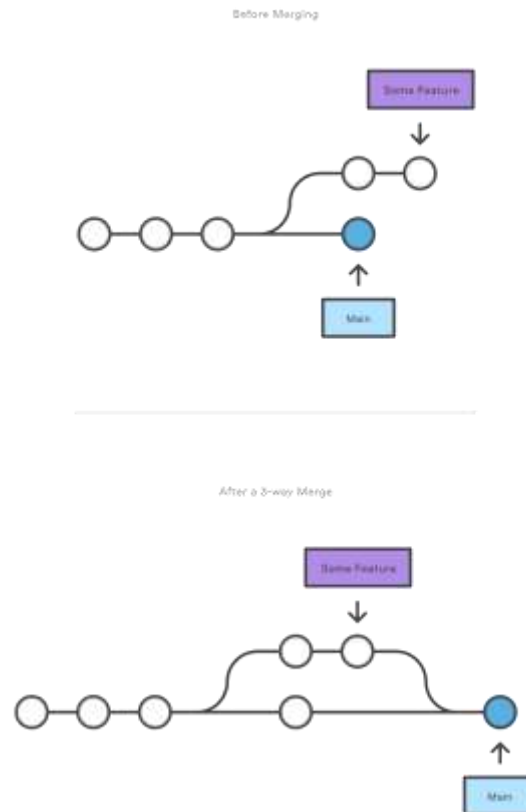 Before Merging
Some Feature
Main
After a 3-way Merge
Some Feature
Main